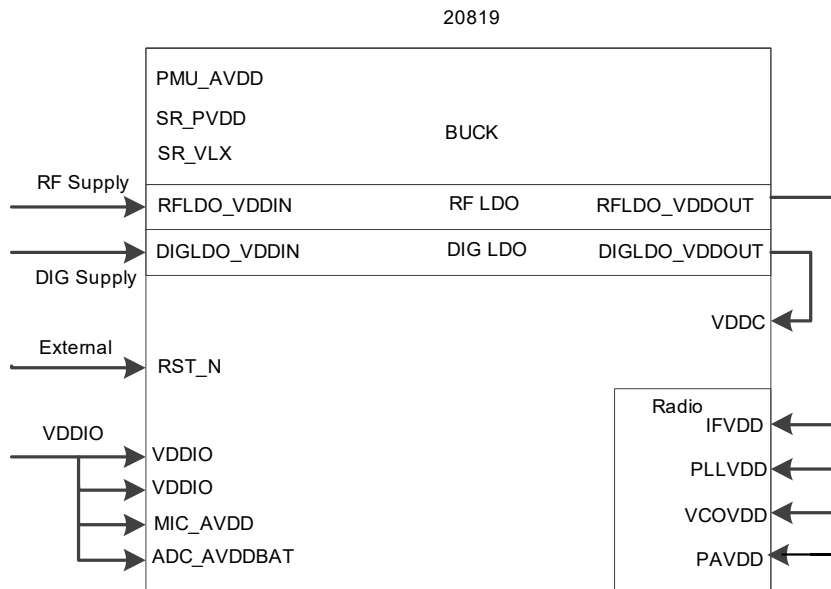 20819
PMU_AVDD
SR_PVDD
BUCK
SR_VLX
RF Supply
RFLDO_VDDIN RF LDO RFLDO_VDDOUT
DIGLDO_VDDIN DIG LDO DIGLDO_VDDOUT
DIG Supply
VDDC
External
RST_N
Radio
IFVDD
VDDIO
VDDIO
PLLVDD
VDDIO
VCOVDD
MIC_AVDD
ADC_AVDDBAT
PAVDD